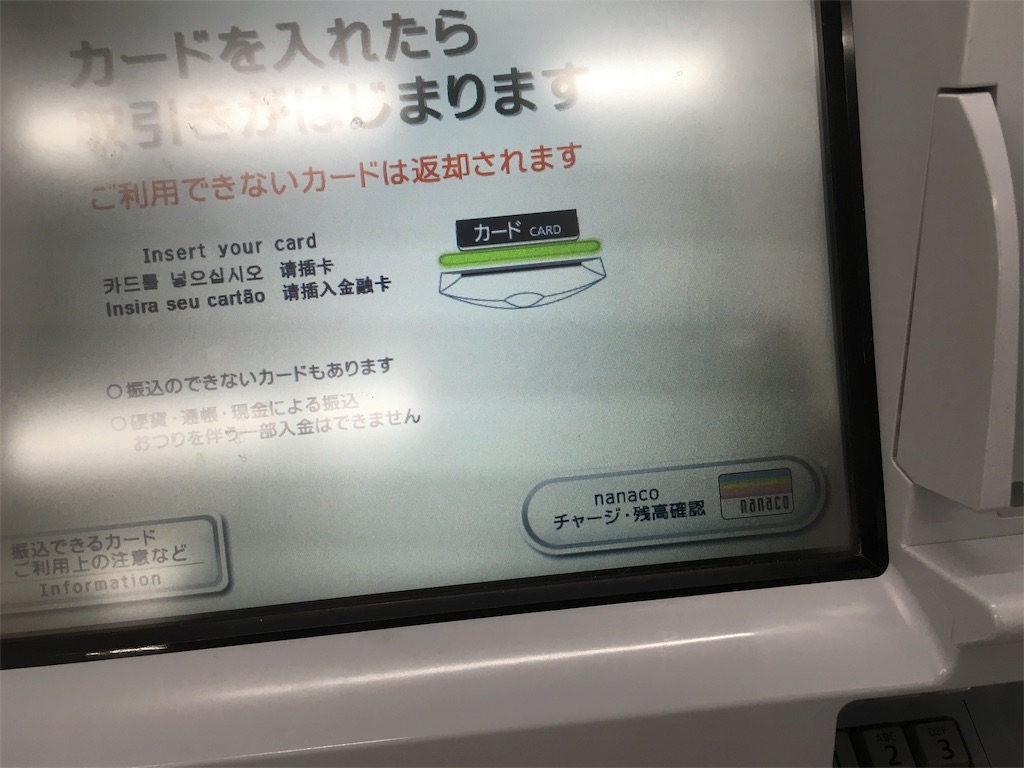 カードを入れたら
取引きがはじまります
ご利用できないカードは返却されます
カード CARD
Insert your card
카드를 넣으십시오 请插卡
Insira seu cartão 请插入金融卡
○振込のできないカードもあります
○硬貨・通帳・現金による振込
おつりを伴う一部入金はできません
nanaco
チャージ・残高確認
nanaco
振込できるカード
ご利用上の注意など
Information
ABC
2
DEF
3